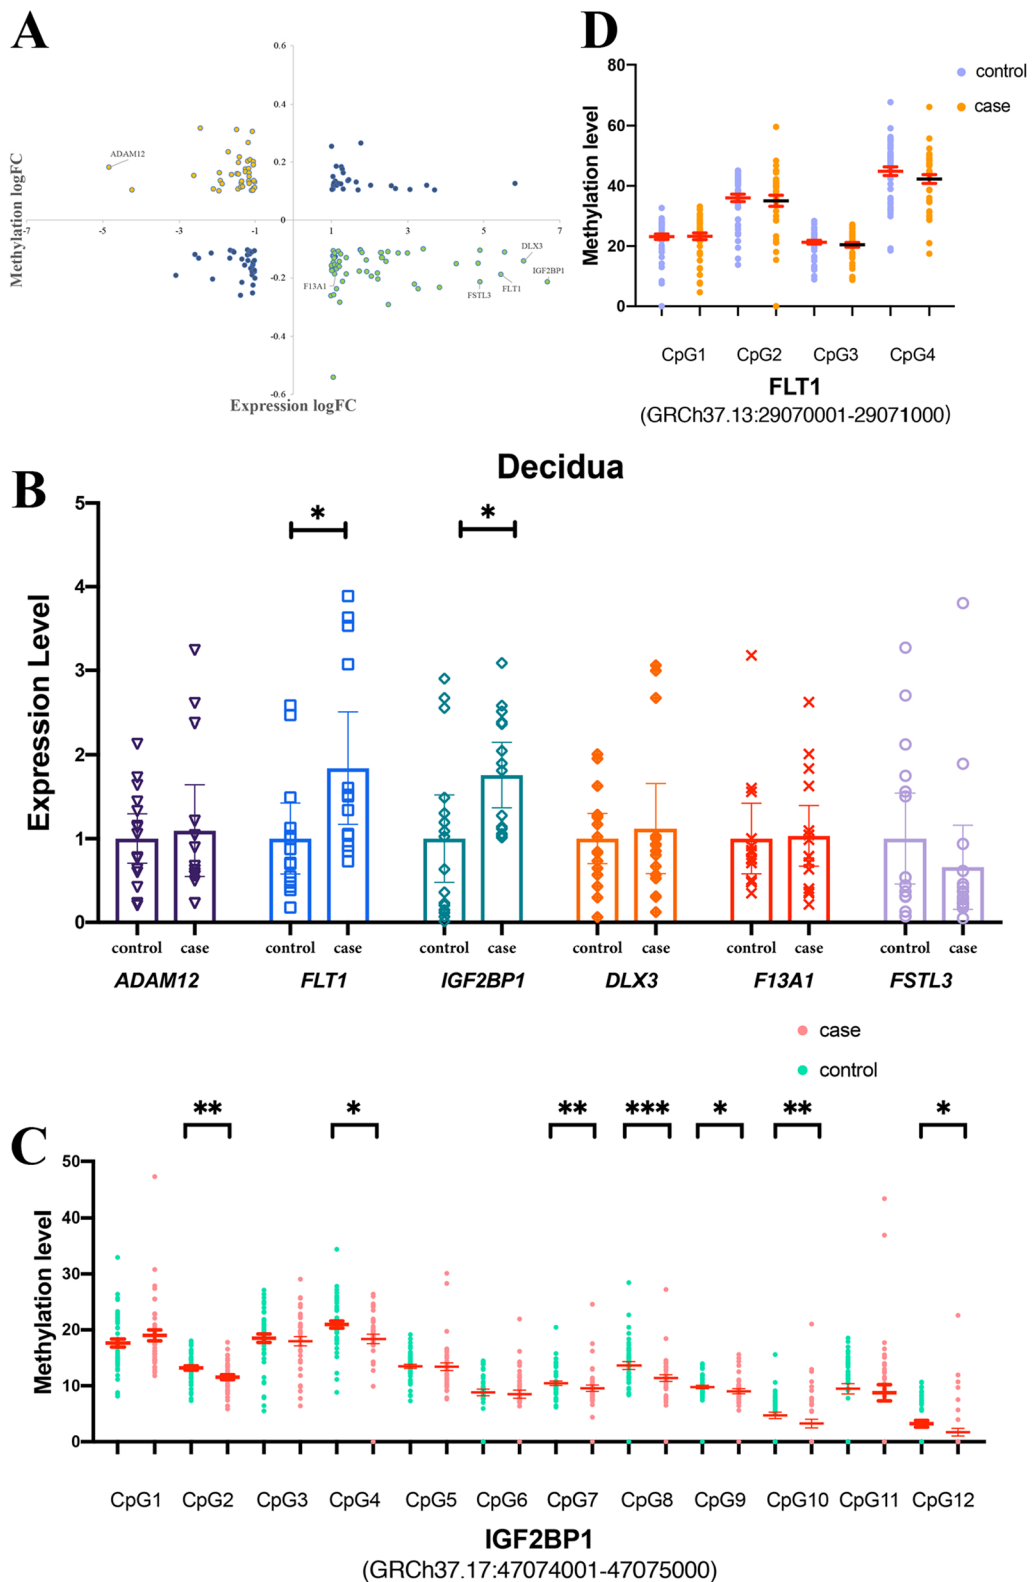 A
0.6
0.4
0.2
0
-0.2
-0.4
-0.6
-7
-5
-3
-1
1
3
5
7
ADAM12
F13A1
DLX3
IGF2BP1
FLT1
FSTL3
Methylation logFC
Expression logFC
D
control
case
80
60
40
20
0
Methylation level
CpG1 CpG2 CpG3 CpG4
FLT1
(GRCh37.13:29070001-29071000)
B
Decidua
* *
5
4
3
2
1
0
Expression Level
control case control case control case control case control case control case
ADAM12 FLT1 IGF2BP1 DLX3 F13A1 FSTL3
case
control
C
** * ** *** * ** *
50
40
30
20
10
0
Methylation level
CpG1 CpG2 CpG3 CpG4 CpG5 CpG6 CpG7 CpG8 CpG9 CpG10 CpG11 CpG12
IGF2BP1
(GRCh37.17:47074001-47075000)